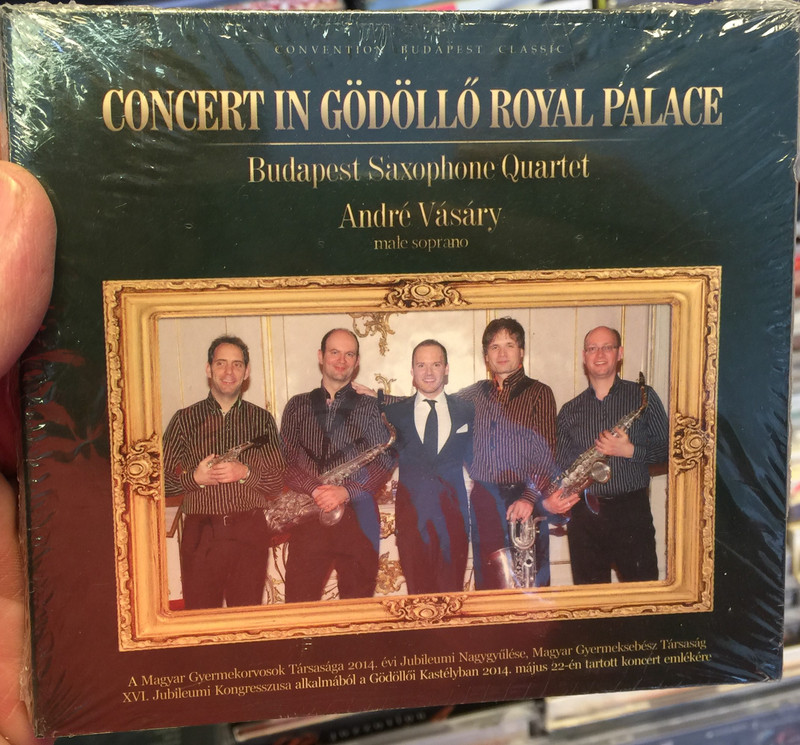 CONVENTION BUDAPEST CLASSIC
CONCERT IN GÖDÖLLŐ ROYAL PALACE
Budapest Saxophone Quartet
André Vásáry
male soprano
A Magyar Gyermekorvosok Társasága 2014. évi Jubileumi Nagygyűlése, Magyar Gyermeksebész Társaság
XVI. Jubileumi Kongresszusa alkalmából a Gödöllői Kastélyban 2014. május 22-én tartott koncert emlékére